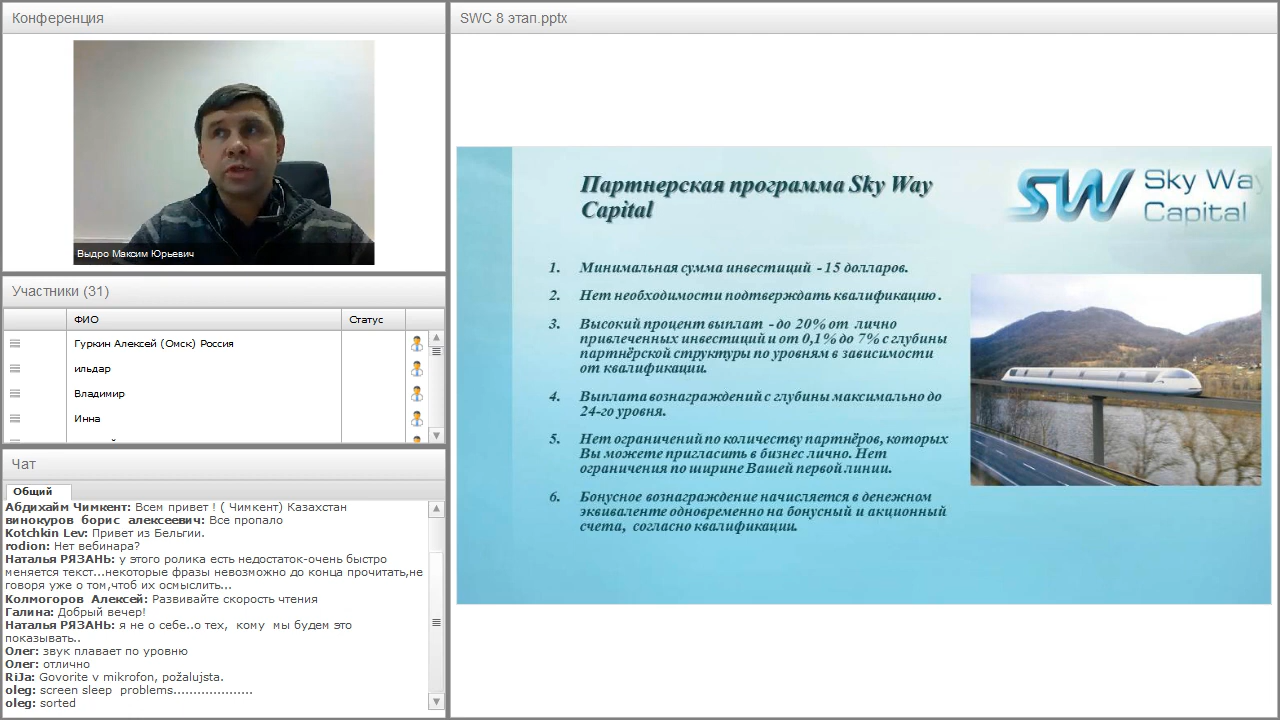 Конференция
Выдро Максим Юрьевич
Участники (31)
ФИО Статус
Гуркин Алексей (Омск) Россия
ильдар
Владимир
Инна
Чат
Общий
Абдихайм Чимкент: Всем привет ! ( Чимкент) Казахстан
винокуров борис алексеевич: Все пропало
Kotchkin Lev: Привет из Бельгии.
rodion: Нет вебинара?
Наталья РЯЗАНЬ: у этого ролика есть недостаток-очень быстро
меняется текст...некоторые фразы невозможно до конца прочитать,не
говоря уже о том,чтоб их осмыслить...
Колмогоров Алексей: Развивайте скорость чтения
Галина: Добрый вечер!
Наталья РЯЗАНЬ: я не о себе..о тех, кому мы будем это
показывать..
Олег: звук плавает по уровню
Олег: отлично
RiJa: Govorite v mikrofon, požalujsta.
oleg: screen sleep problems....................
oleg: sorted
SWC 8 этап.pptx
Партнерская программа Sky Way
Capital
SW Sky Way
Capital
1. Минимальная сумма инвестиций - 15 долларов.
2. Нет необходимости подтверждать квалификацию .
3. Высокий процент выплат - до 20% от лично
привлеченных инвестиций и от 0,1% до 7% с глубины
партнёрской структуры по уровням в зависимости
от квалификации.
4. Выплата вознаграждений с глубины максимально до
24-го уровня.
5. Нет ограничений по количеству партнёров, которых
Вы можете пригласить в бизнес лично. Нет
ограничения по ширине Вашей первой линии.
6. Бонусное вознаграждение начисляется в денежном
эквиваленте одновременно на бонусный и акционный
счета, согласно квалификации.